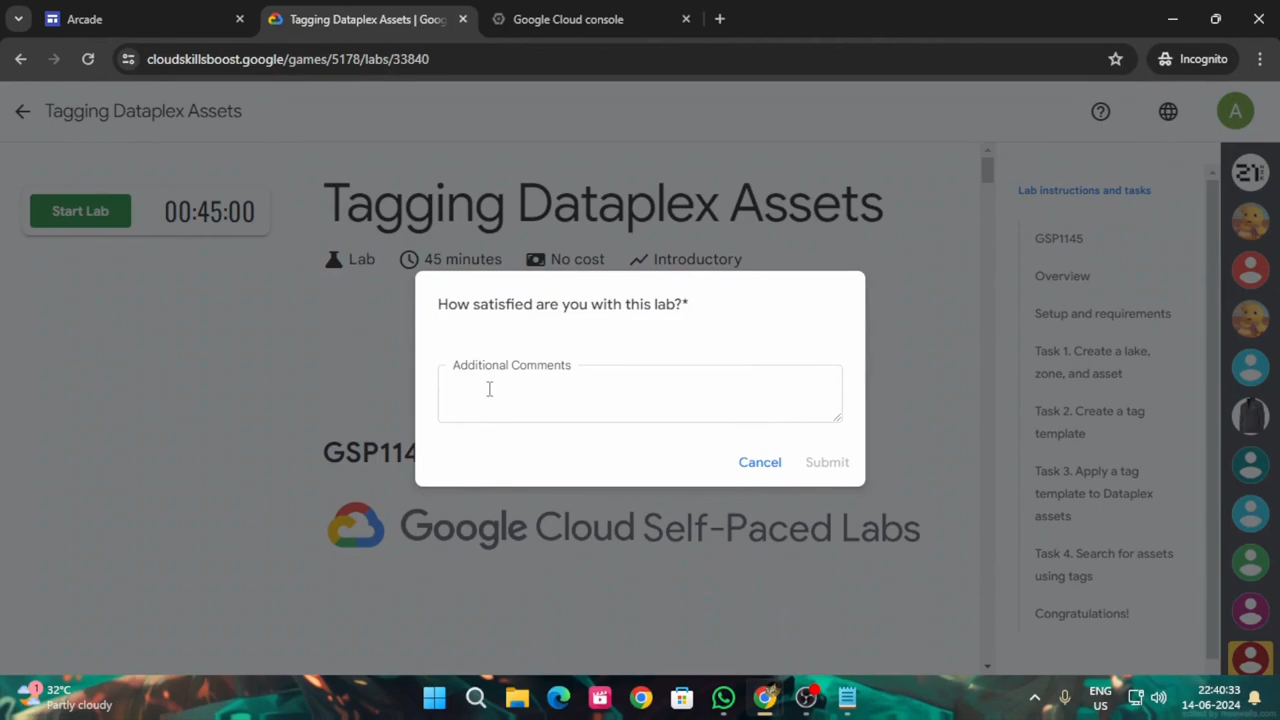 Arcade
Tagging Dataplex Assets | Goog
Google Cloud console
cloudskillsboost.google/games/5178/labs/33840
Incognito
Tagging Dataplex Assets
A
Start Lab
00:45:00
Tagging Dataplex Assets
Lab
45 minutes
No cost
Introductory
How satisfied are you with this lab?*
Additional Comments
Cancel
Submit
GSP114
Google Cloud Self-Paced Labs
Lab instructions and tasks
GSP1145
Overview
Setup and requirements
Task 1. Create a lake,
zone, and asset
Task 2. Create a tag
template
Task 3. Apply a tag
template to Dataplex
assets
Task 4. Search for assets
using tags
Congratulations!
1
32°C
Partly cloudy
ENG
US
22:40:33
14-06-2024